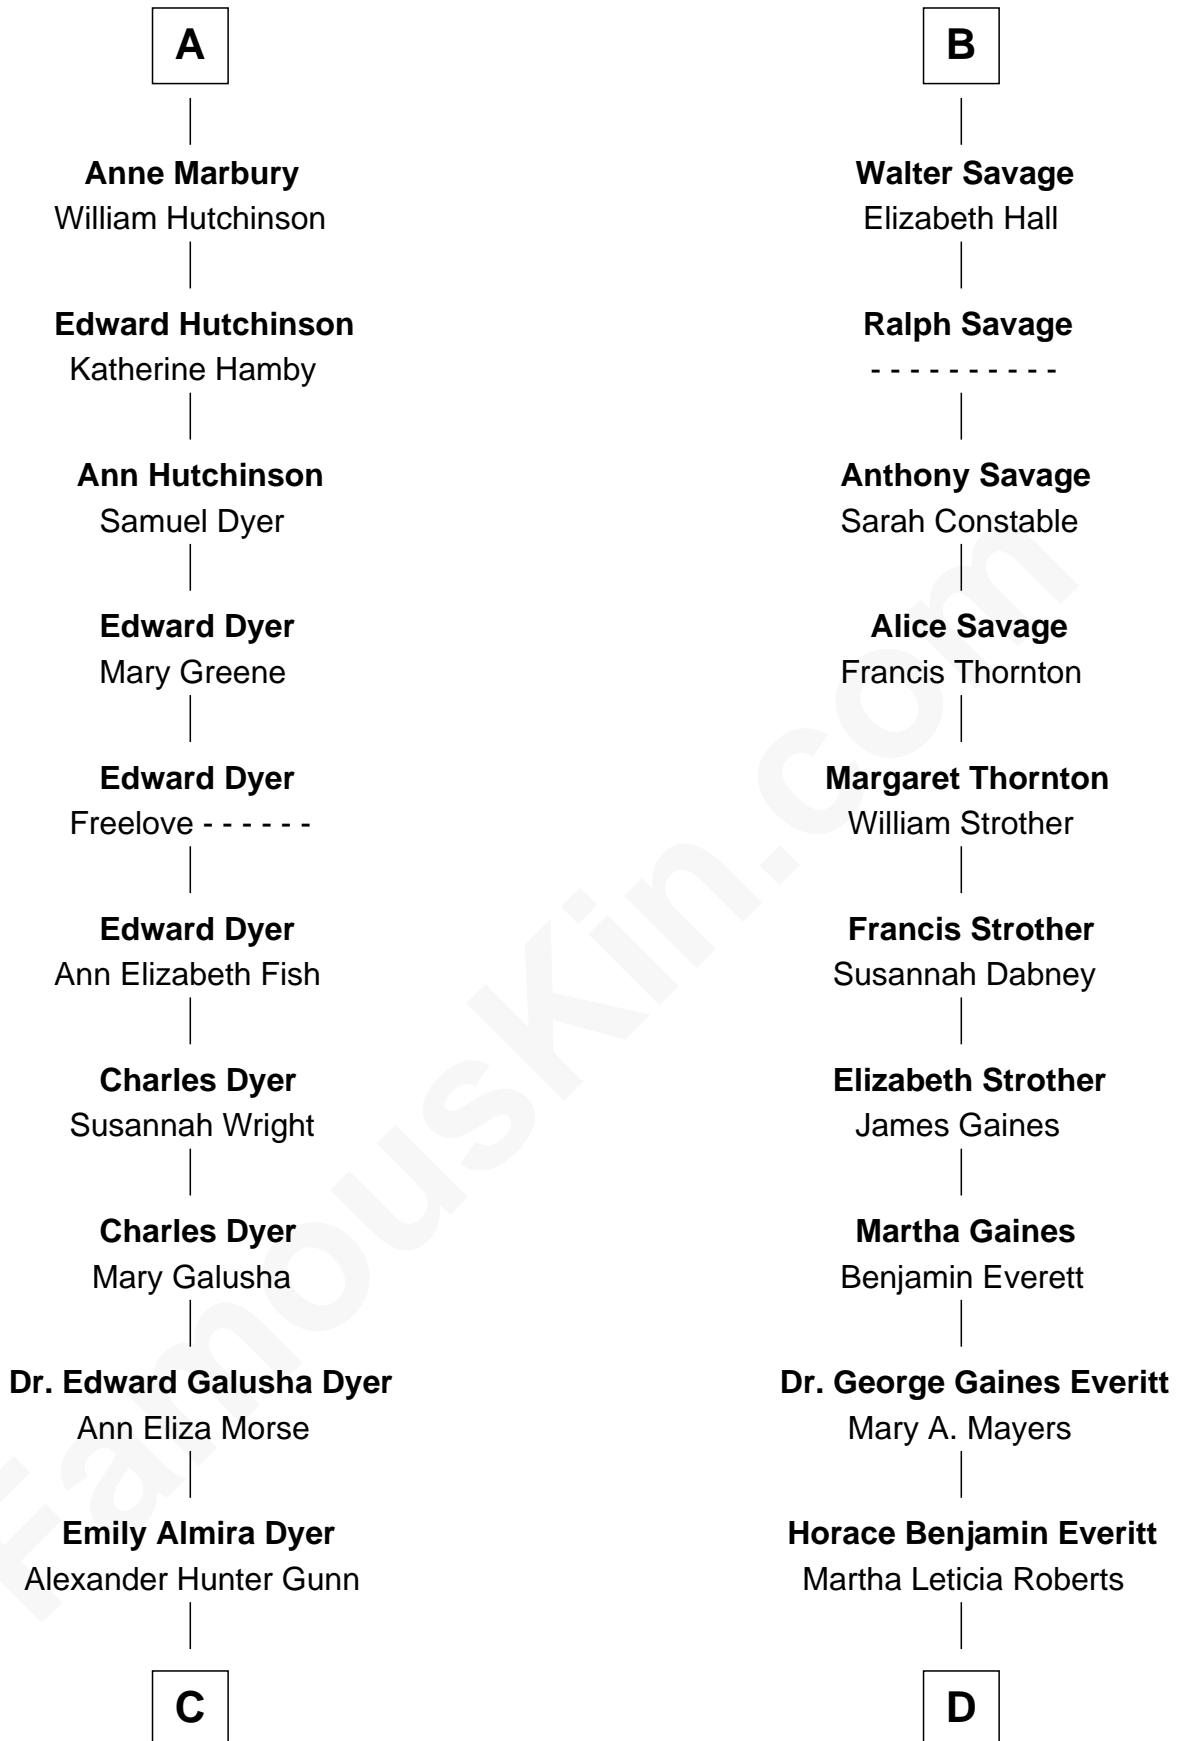 A
Anne Marbury
William Hutchinson
Edward Hutchinson
Katherine Hamby
Ann Hutchinson
Samuel Dyer
Edward Dyer
Mary Greene
Edward Dyer
Freelove - - - - - -
Edward Dyer
Ann Elizabeth Fish
Charles Dyer
Susannah Wright
Charles Dyer
Mary Galusha
Dr. Edward Galusha Dyer
Ann Eliza Morse
Emily Almira Dyer
Alexander Hunter Gunn
C
B
Walter Savage
Elizabeth Hall
Ralph Savage
- - - - - - - - - -
Anthony Savage
Sarah Constable
Alice Savage
Francis Thornton
Margaret Thornton
William Strother
Francis Strother
Susannah Dabney
Elizabeth Strother
James Gaines
Martha Gaines
Benjamin Everett
Dr. George Gaines Everitt
Mary A. Mayers
Horace Benjamin Everitt
Martha Leticia Roberts
D
FamousKin.com